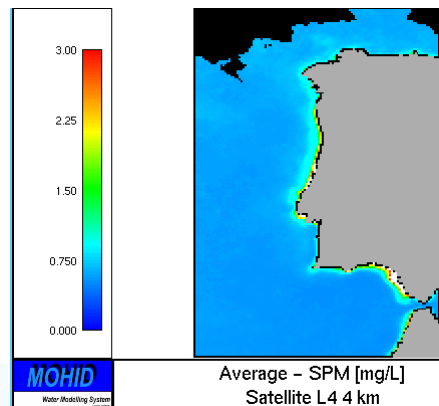 3.00
2.25
1.50
0.750
0.000
MOHID
Water Modelling System
Average – SPM [mg/L]
Satellite L4 4 km